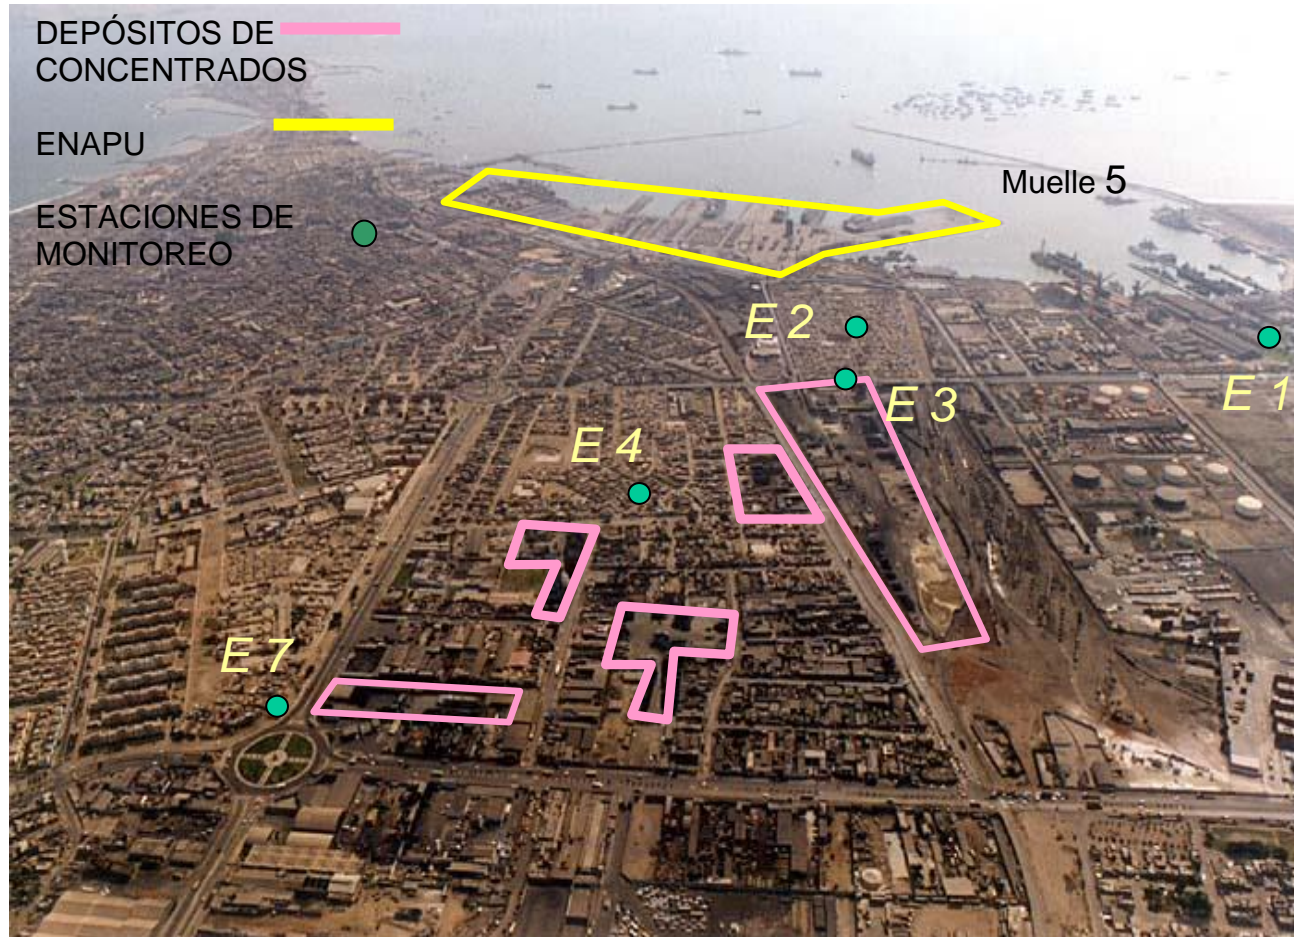 DEPÓSITOS DE
CONCENTRADOS
ENAPU
ESTACIONES DE
MONITOREO
Muelle 5
E 2
E 3
E 1
E 4
E 7